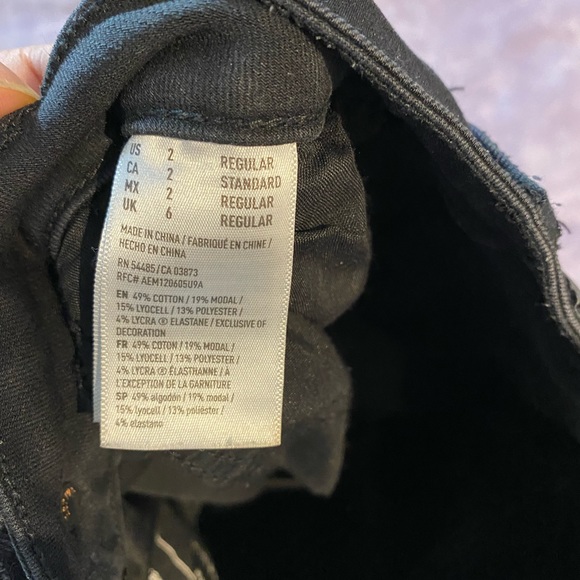 US 2 REGULAR
CA 2 STANDARD
MX 2 REGULAR
UK 6 REGULAR
MADE IN CHINA / FABRIQUÉ EN CHINE /
HECHO EN CHINA
RN 54485/CA 03873
RFC# AEM120605U9A
EN 49% COTTON / 19% MODAL /
15% LYOCELL / 13% POLYESTER /
4% LYCRA ® ELASTANE / EXCLUSIVE OF
DECORATION
FR 49% COTON / 19% MODAL /
15% LYOCELL / 13% POLYESTER /
4% LYCRA ® ÉLASTHANNE / À
L'EXCEPTION DE LA GARNITURE
SP 49% algodón / 19% modal /
15% lyocell / 13% poliéster /
4% elastano